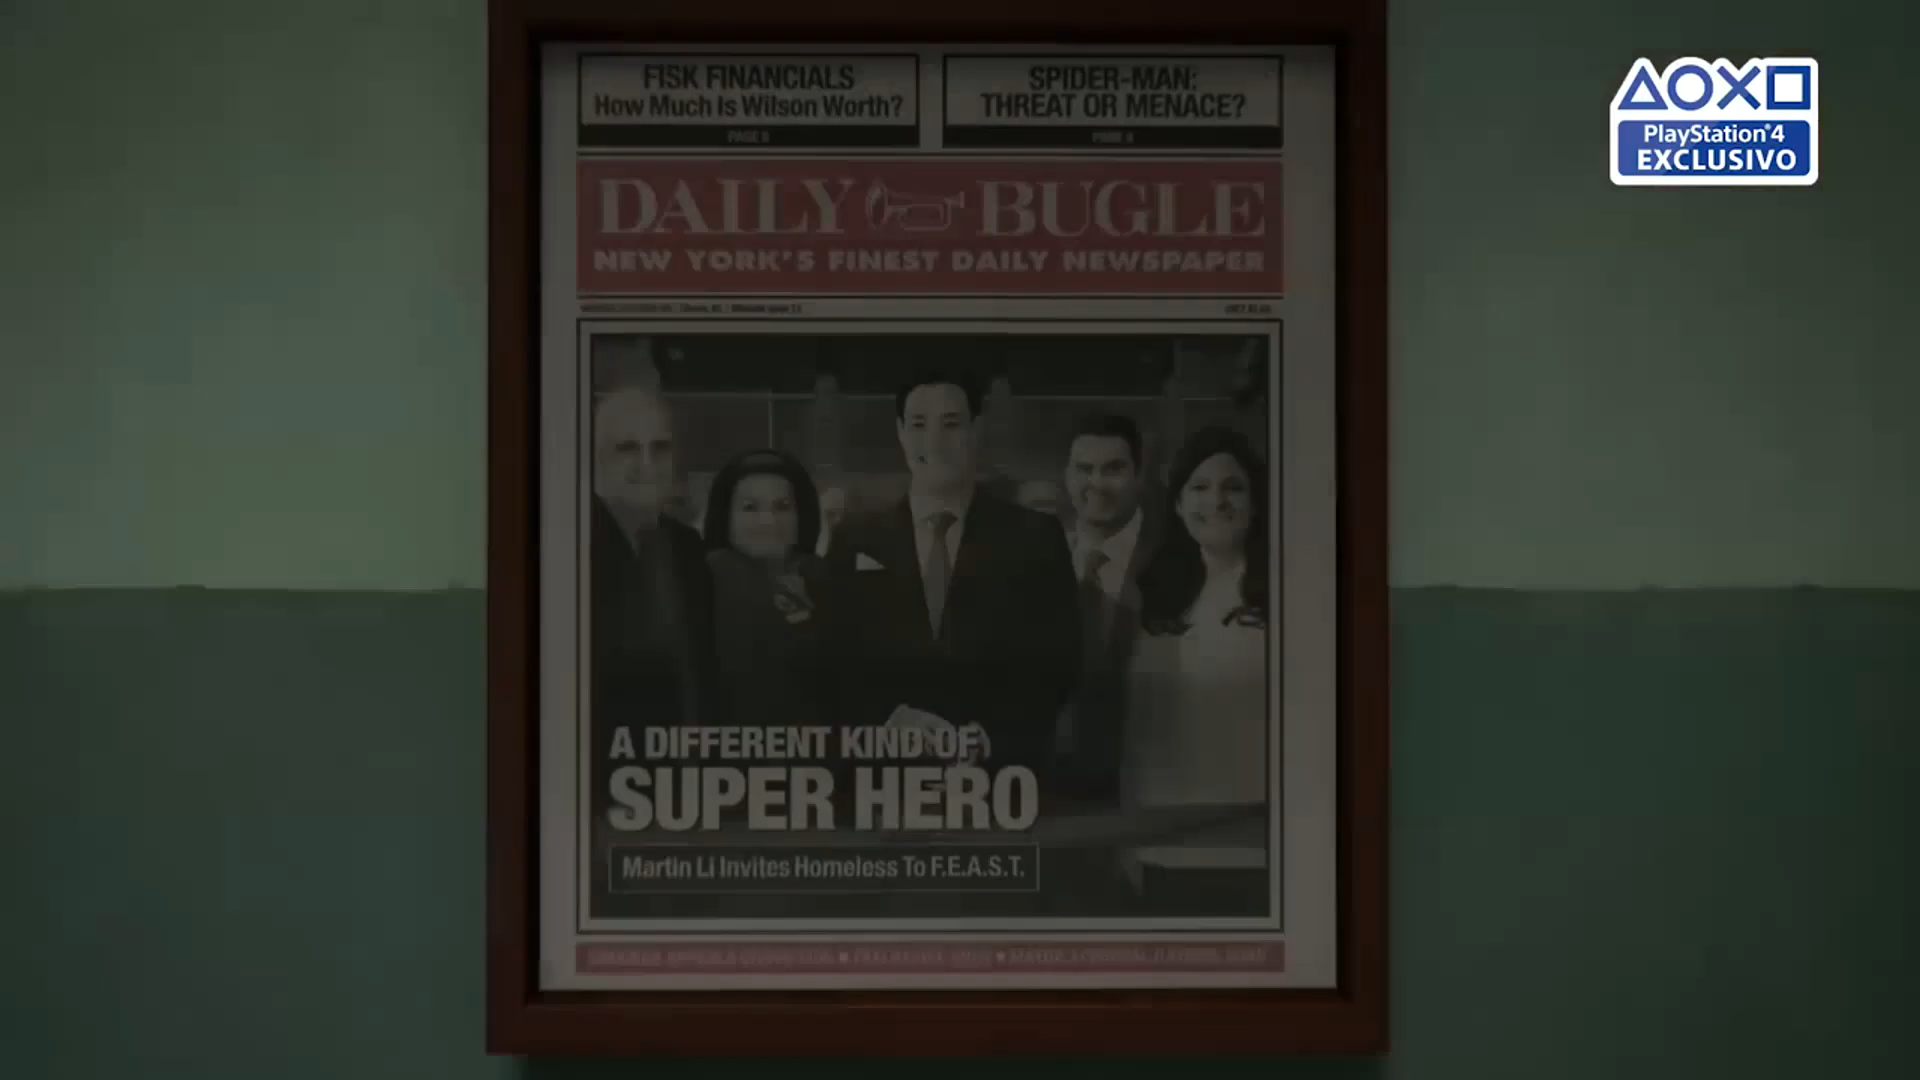 FISK FINANCIALS
How Much Is Wilson Worth?
SPIDER-MAN:
THREAT OR MENACE?
DAILY BUGLE
NEW YORK'S FINEST DAILY NEWSPAPER
A DIFFERENT KIND OF
SUPER HERO
Martin Li Invites Homeless To F.E.A.S.T.
PlayStation®4
EXCLUSIVO